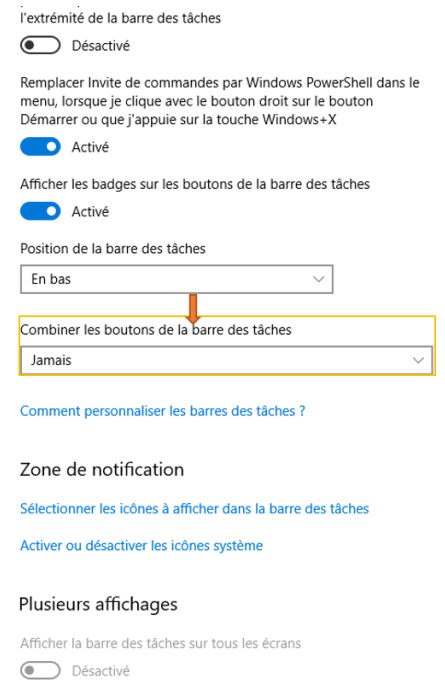 l'extrémité de la barre des tâches
Désactivé
Remplacer Invite de commandes par Windows PowerShell dans le
menu, lorsque je clique avec le bouton droit sur le bouton
Démarrer ou que j'appuie sur la touche Windows+X
Activé
Afficher les badges sur les boutons de la barre des tâches
Activé
Position de la barre des tâches
En bas
Combiner les boutons de la barre des tâches
Jamais
Comment personnaliser les barres des tâches ?
Zone de notification
Sélectionner les icônes à afficher dans la barre des tâches
Activer ou désactiver les icônes système
Plusieurs affichages
Afficher la barre des tâches sur tous les écrans
Désactivé